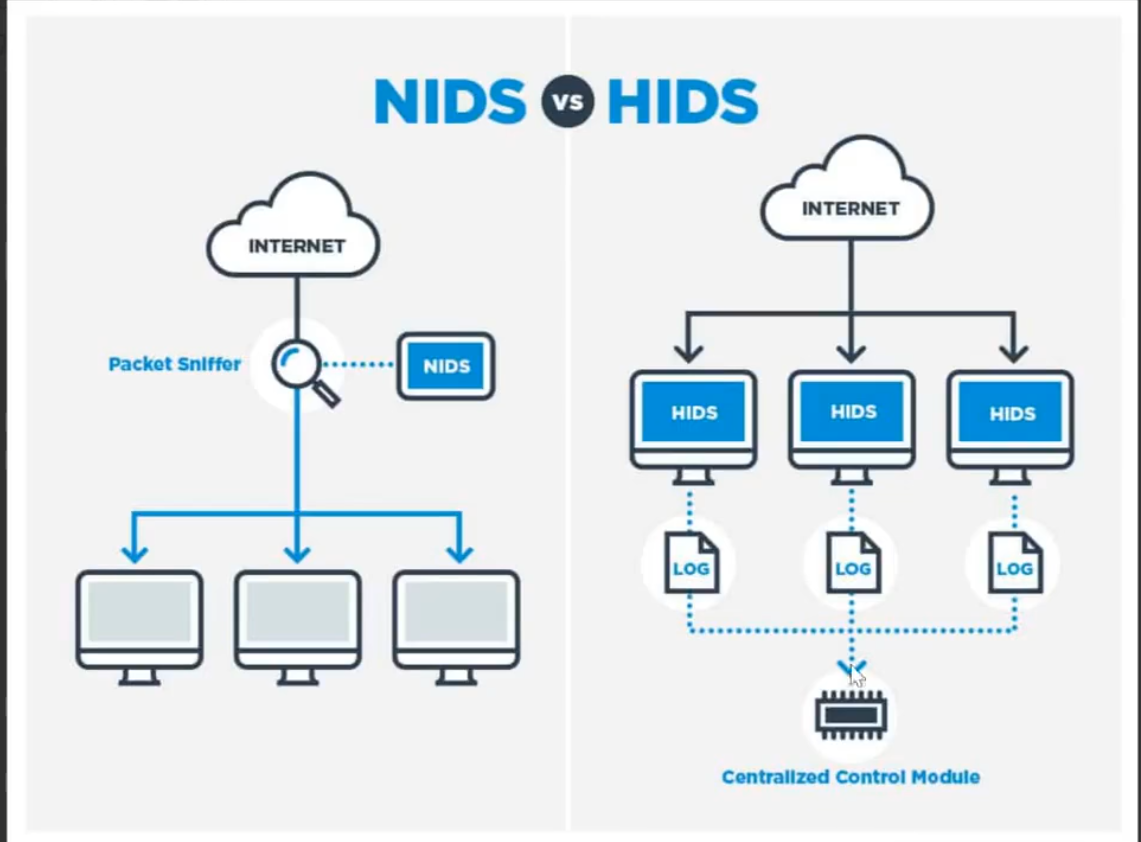 NIDS vs HIDS
INTERNET
Packet Sniffer
NIDS
INTERNET
HIDS
HIDS
HIDS
LOG
LOG
LOG
Centralized Control Module